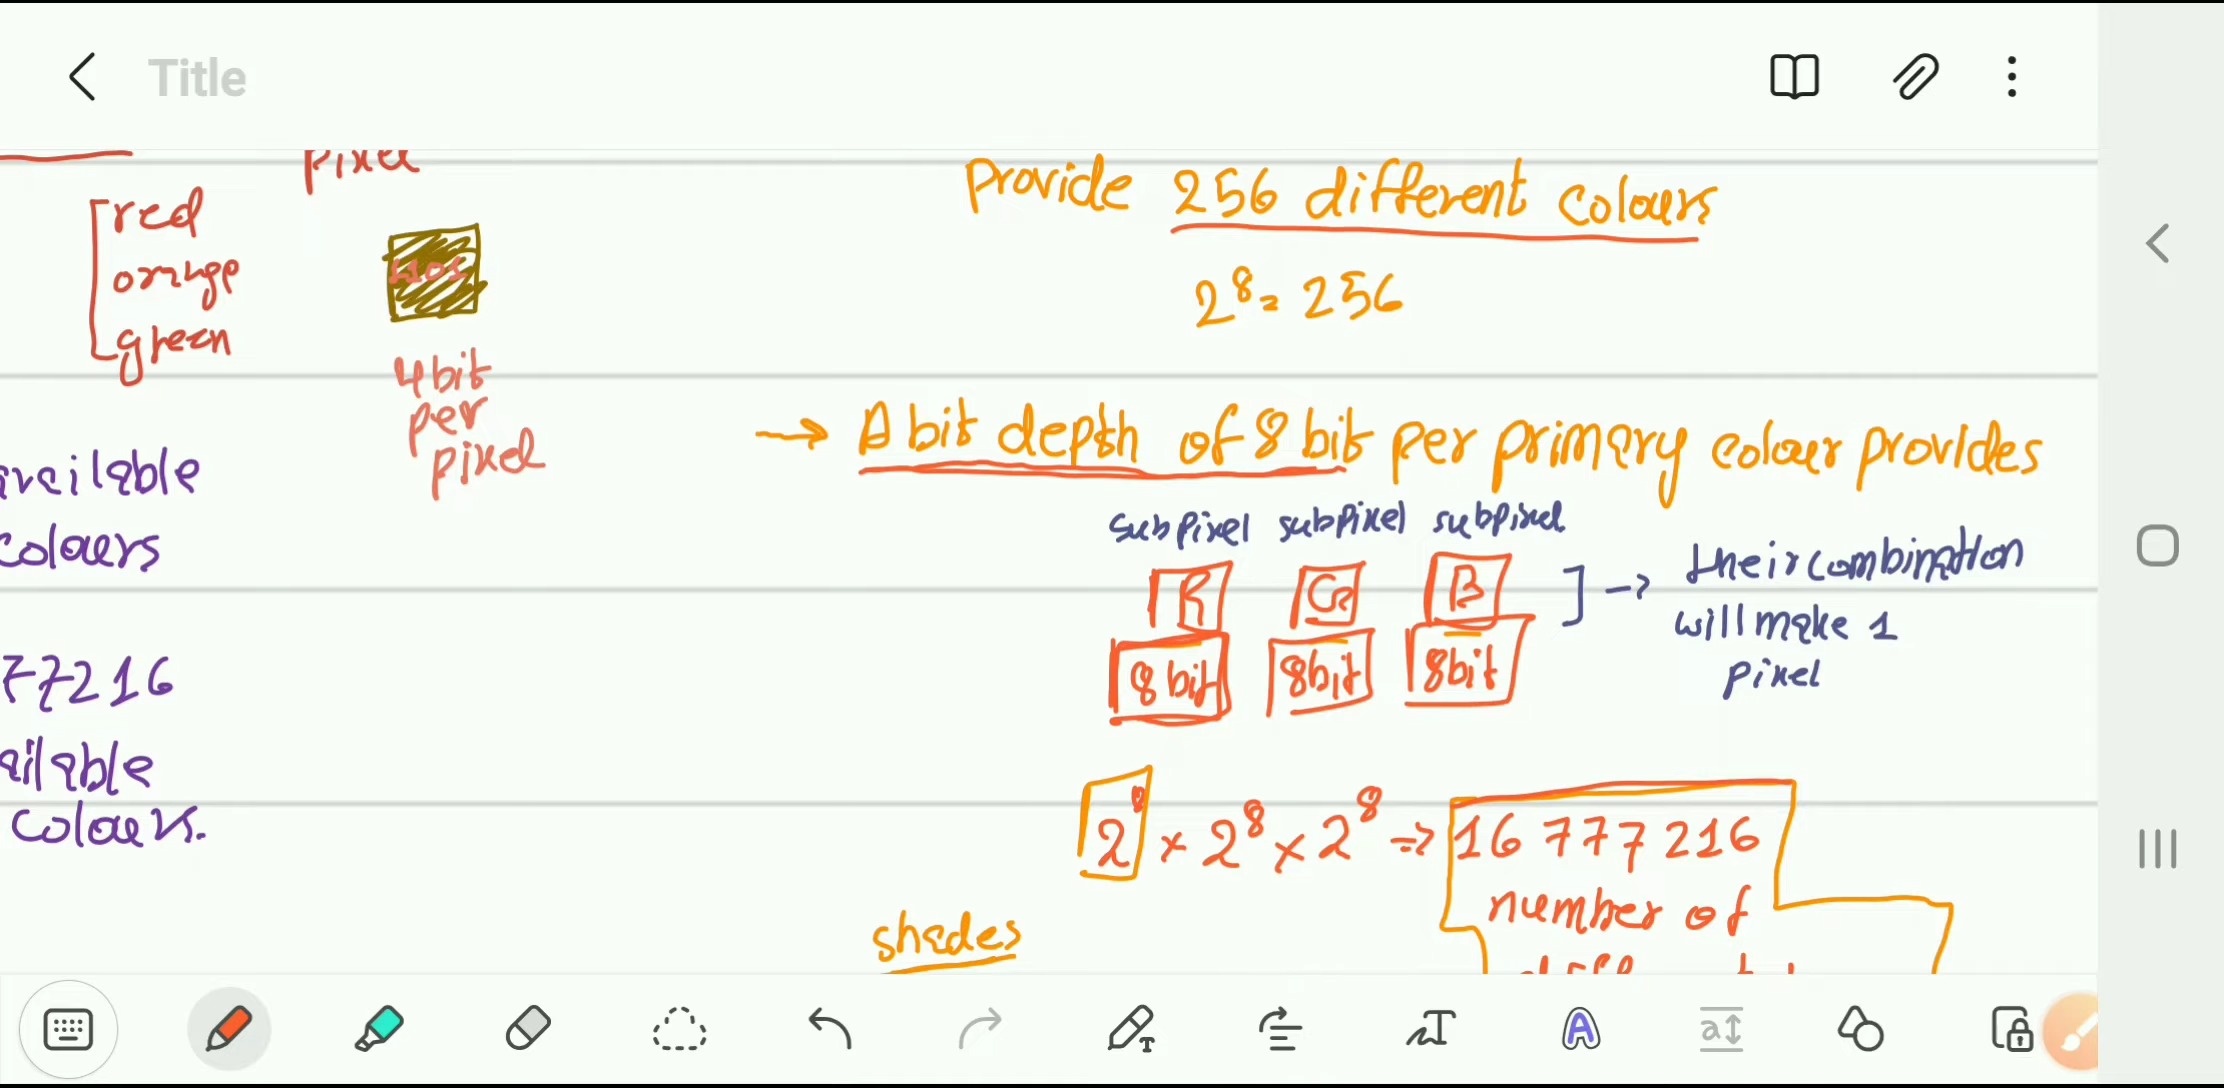 Title
pixel
red
orange
green
4bit
per
pixel
available
colours
77216
ailable
colours.
Provide 256 different colours
2⁸ = 256
→ A bit depth of 8 bit per primary colour provides
subpixel subpixel subpixel
R G B ] → their combination
will make 1
pixel
8 bit 8bit 8bit
2⁸ × 2⁸ × 2⁸ ⇒ 16 777 216
number of
shades